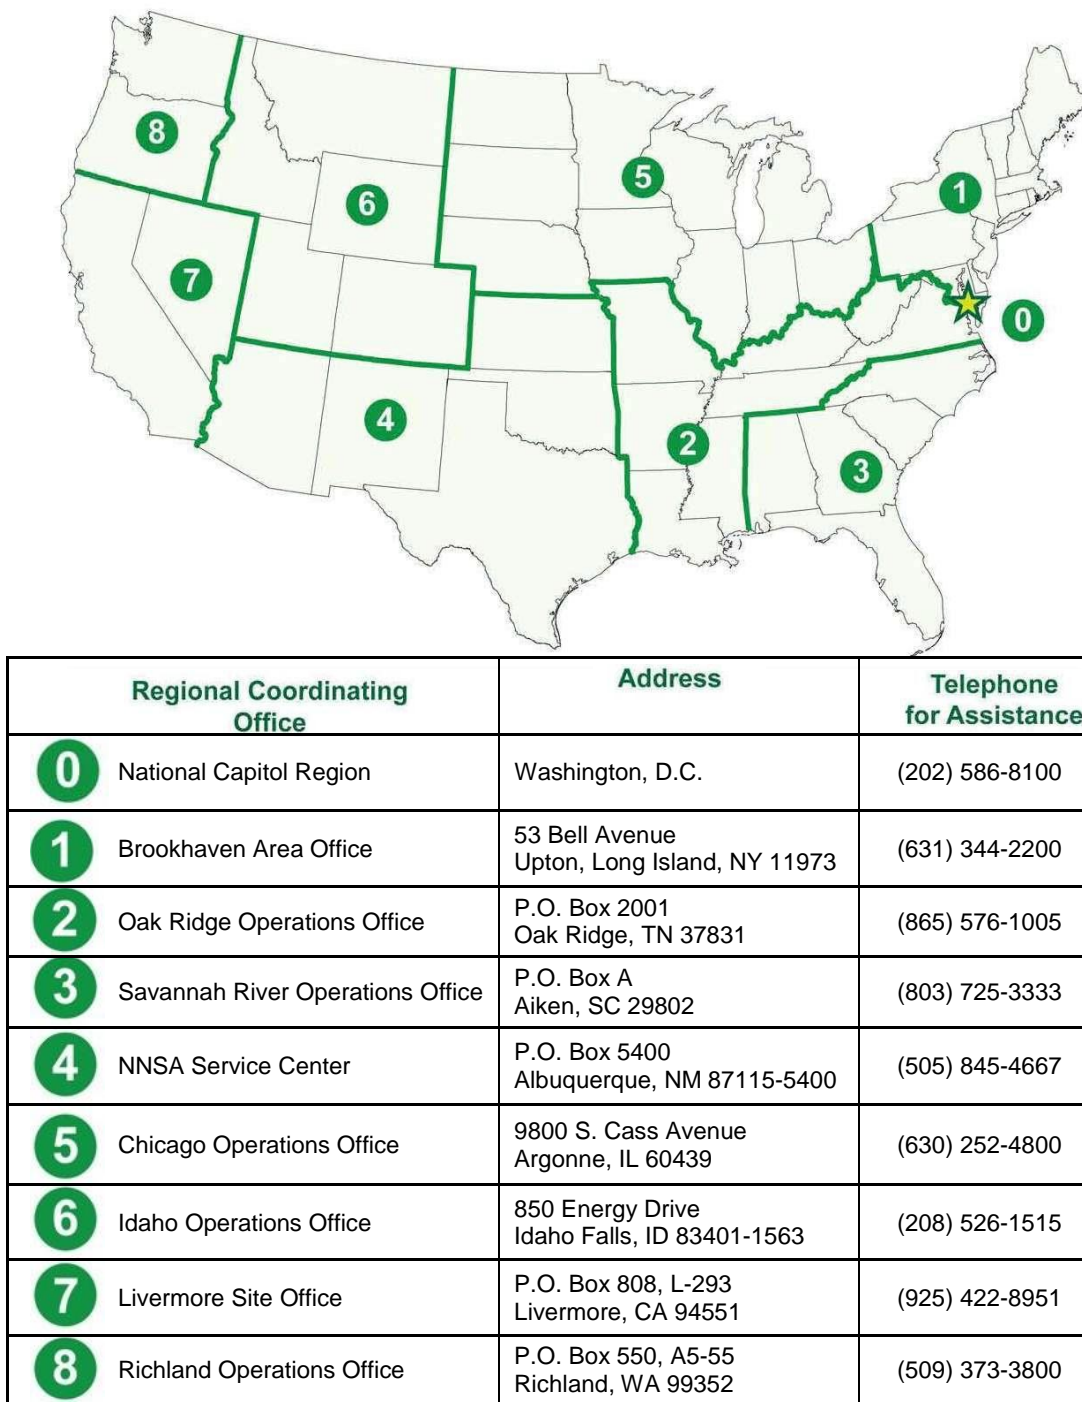 8
6
5
1
7
0
4
2
3
Regional Coordinating
Office
Address
Telephone
for Assistance
0 National Capitol Region
Washington, D.C.
(202) 586-8100
1 Brookhaven Area Office
53 Bell Avenue
Upton, Long Island, NY 11973
(631) 344-2200
2 Oak Ridge Operations Office
P.O. Box 2001
Oak Ridge, TN 37831
(865) 576-1005
3 Savannah River Operations Office
P.O. Box A
Aiken, SC 29802
(803) 725-3333
4 NNSA Service Center
P.O. Box 5400
Albuquerque, NM 87115-5400
(505) 845-4667
5 Chicago Operations Office
9800 S. Cass Avenue
Argonne, IL 60439
(630) 252-4800
6 Idaho Operations Office
850 Energy Drive
Idaho Falls, ID 83401-1563
(208) 526-1515
7 Livermore Site Office
P.O. Box 808, L-293
Livermore, CA 94551
(925) 422-8951
8 Richland Operations Office
P.O. Box 550, A5-55
Richland, WA 99352
(509) 373-3800